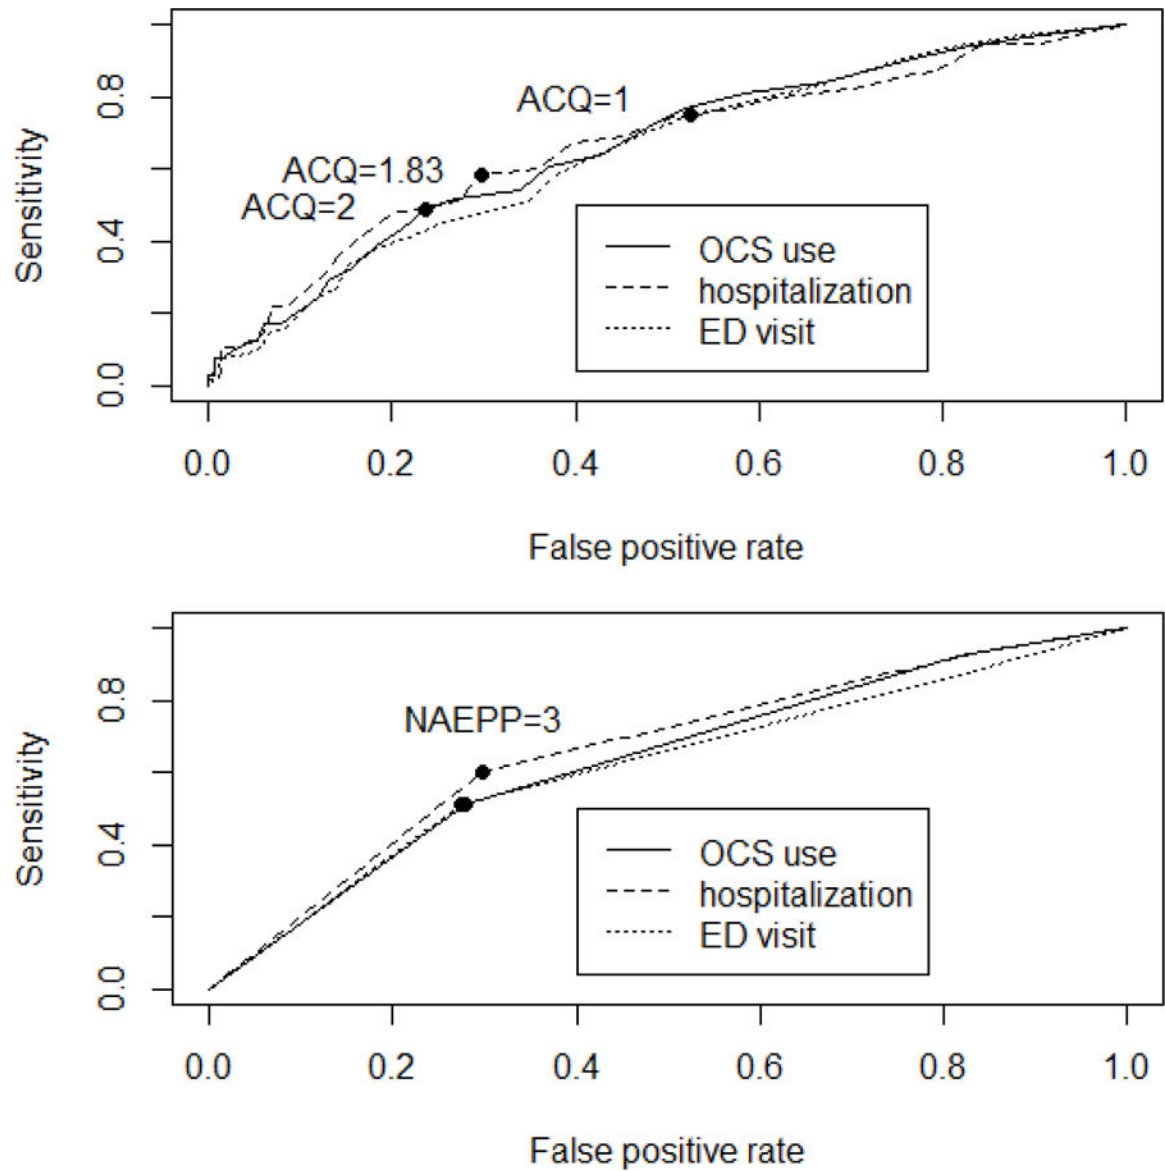 Sensitivity
0.8
0.4
0.0
ACQ=1
ACQ=1.83
ACQ=2
OCS use
hospitalization
ED visit
0.0 0.2 0.4 0.6 0.8 1.0
False positive rate
Sensitivity
0.8
0.4
0.0
NAEPP=3
OCS use
hospitalization
ED visit
0.0 0.2 0.4 0.6 0.8 1.0
False positive rate